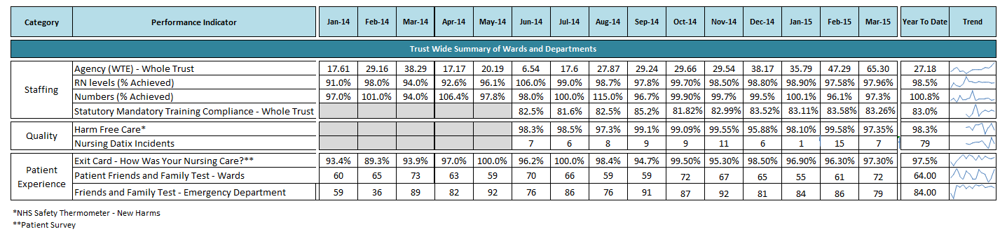 Category Performance Indicator Jan-14 Feb-14 Mar-14 Apr-14 May-14 Jun-14 Jul-14 Aug-14 Sep-14 Oct-14 Nov-14 Dec-14 Jan-15 Feb-15 Mar-15 Year To Date Trend
Trust Wide Summary of Wards and Departments
Staffing
Agency (WTE) - Whole Trust 17.61 29.16 38.29 17.17 20.19 6.54 17.6 27.87 29.24 29.66 29.54 38.17 35.79 47.29 65.30 27.18
RN levels (% Achieved) 91.0% 98.0% 94.0% 92.6% 96.1% 106.0% 99.0% 98.7% 97.8% 99.70% 98.50% 98.80% 98.90% 97.58% 97.96% 98.5%
Numbers (% Achieved) 97.0% 101.0% 94.0% 106.4% 97.8% 98.0% 100.0% 115.0% 96.7% 99.90% 99.7% 99.5% 100.1% 96.1% 97.3% 100.8%
Statutory Mandatory Training Compliance - Whole Trust 82.5% 81.6% 82.5% 85.2% 81.82% 82.99% 83.52% 83.11% 83.58% 83.26% 83.0%
Quality
Harm Free Care* 98.3% 98.5% 97.3% 99.1% 99.09% 99.55% 95.88% 98.10% 99.58% 97.35% 98.3%
Nursing Datix Incidents 7 6 8 9 9 11 6 1 15 7 79
Patient
Experience
Exit Card - How Was Your Nursing Care?** 93.4% 89.3% 93.9% 97.0% 100.0% 96.2% 100.0% 98.4% 94.7% 99.50% 95.30% 98.50% 96.90% 96.30% 97.30% 97.5%
Patient Friends and Family Test - Wards 60 65 73 63 59 70 66 59 59 72 67 65 55 61 72 64.00
Friends and Family Test - Emergency Department 59 36 89 82 92 76 86 76 91 87 92 81 84 86 79 84.00
*NHS Safety Thermometer - New Harms
**Patient Survey